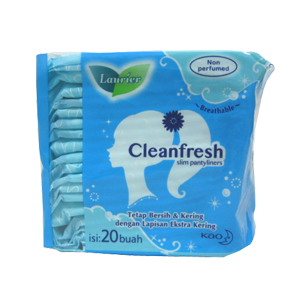 Laurier
Non
perfumed
Breathable
Cleanfresh
slim pantyliners
Tetap Bersih & Kering
dengan Lapisan Ekstra Kering
isi: 20 buah
Kao